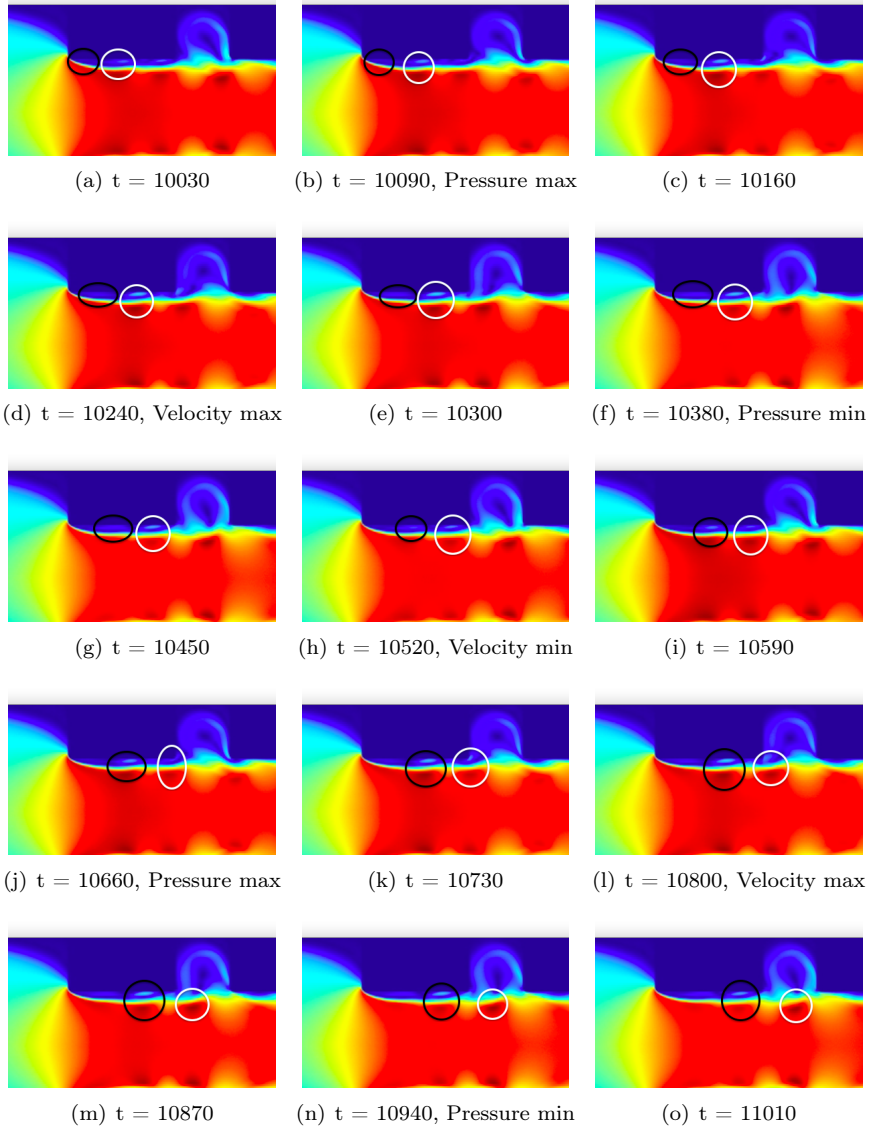 (a) t = 10030
(b) t = 10090, Pressure max
(c) t = 10160
(d) t = 10240, Velocity max
(e) t = 10300
(f) t = 10380, Pressure min
(g) t = 10450
(h) t = 10520, Velocity min
(i) t = 10590
(j) t = 10660, Pressure max
(k) t = 10730
(l) t = 10800, Velocity max
(m) t = 10870
(n) t = 10940, Pressure min
(o) t = 11010